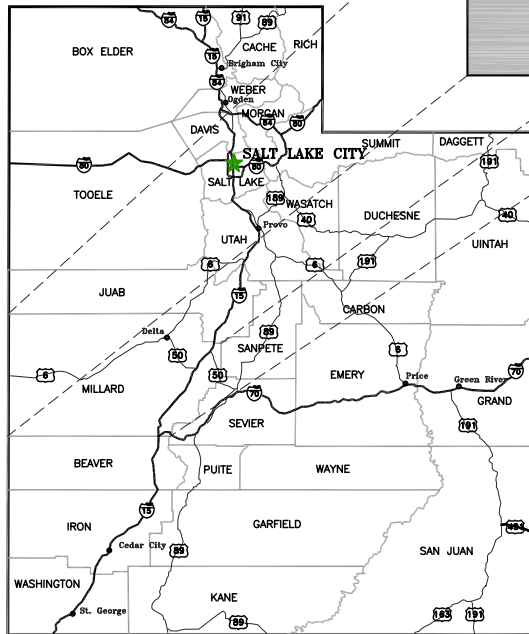 84
15
91
89
BOX ELDER
CACHE
RICH
15
Brigham City
84
WEBER
Ogden
MORGAN
84
80
DAVIS
SALT LAKE CITY
SUMMIT
DAGGETT
191
80
80
SALT LAKE
TOOELE
189
WASATCH
40
DUCHESNE
40
Provo
UTAH
UINTAH
6
6
191
JUAB
15
CARBON
Delta
89
50
SANPETE
6
6
50
EMERY
Price
Green River
70
MILLARD
70
GRAND
SEVIER
191
BEAVER
PUITE
WAYNE
15
IRON
GARFIELD
491
Cedar City
89
SAN JUAN
WASHINGTON
KANE
St. George
89
163
191